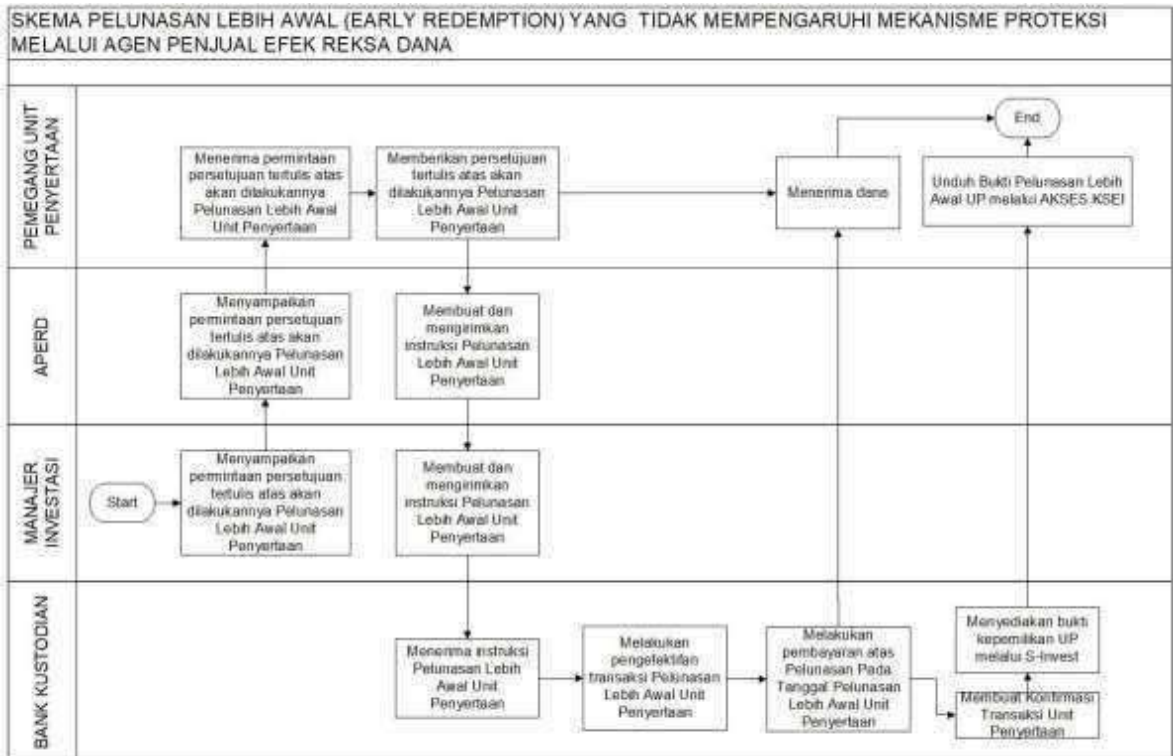 SKEMA PELUNASAN LEBIH AWAL (EARLY REDEMPTION) YANG TIDAK MEMPENGARUHI MEKANISME PROTEKSI
MELALUI AGEN PENJUAL EFEK REKSA DANA
PEMEGANG UNIT
PENYERTAAN
Menerima permintaan
persetujuan tertulis atas
akan dilakukannya
Pelunasan Lebih Awal
Unit Penyertaan
Memberikan persetujuan
tertulis atas akan
dilakukannya Pelunasan
Lebih Awal Unit
Penyertaan
Menerima dana
End
Unduh Bukti Pelunasan Lebih
Awal UP melalui AKSES KSEI
APERD
Menyampaikan
permintaan persetujuan
tertulis atas akan
dilakukannya Pelunasan
Lebih Awal Unit
Penyertaan
Membuat dan
mengirimkan
instruksi Pelunasan
Lebih Awal Unit
Penyertaan
MANAJER
INVESTASI
Start
Menyampaikan
permintaan persetujuan
tertulis atas akan
dilakukannya Pelunasan
Lebih Awal Unit
Penyertaan
Membuat dan
mengirimkan
instruksi Pelunasan
Lebih Awal Unit
Penyertaan
BANK KUSTODIAN
Menerima instruksi
Pelunasan Lebih
Awal Unit
Penyertaan
Melakukan
pengefektifan
transaksi Pelunasan
Lebih Awal Unit
Penyertaan
Melakukan
pembayaran atas
Pelunasan Pada
Tanggal Pelunasan
Lebih Awal Unit
Penyertaan
Menyediakan bukti
kepemilikan UP
melalui S-Invest
Membuat Konfirmasi
Transaksi Unit
Penyertaan